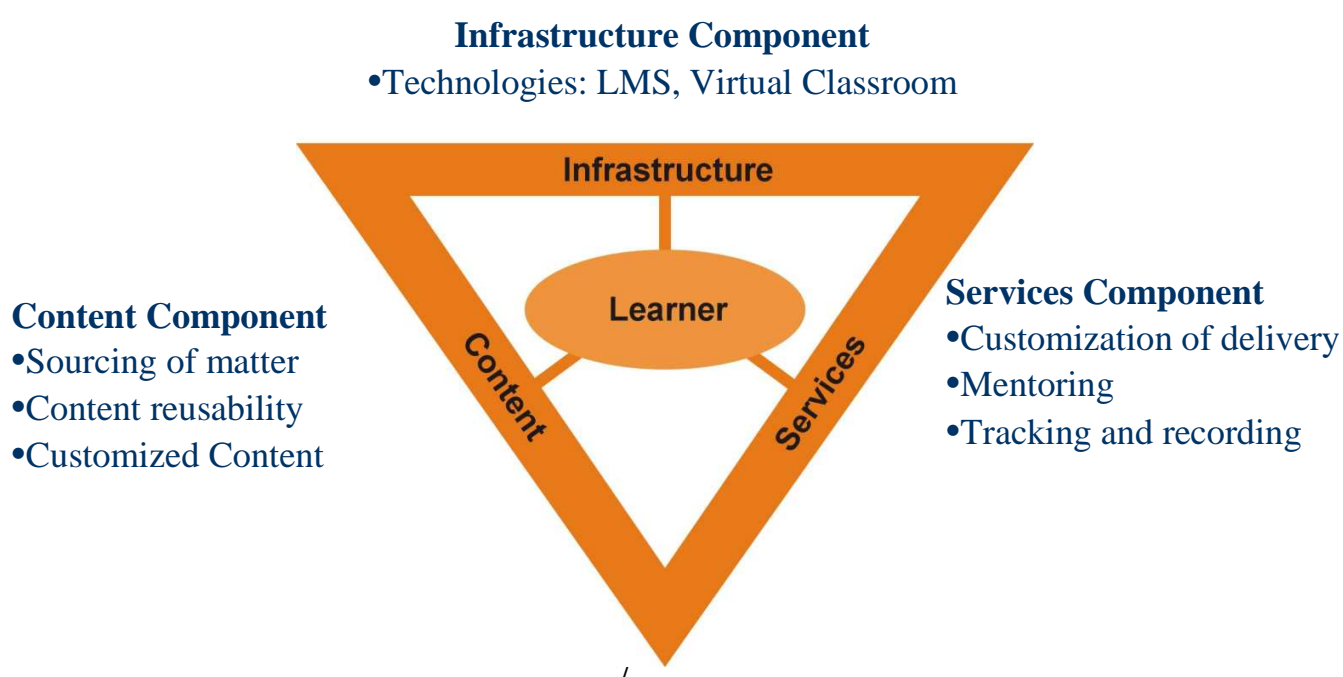 Infrastructure Component
•Technologies: LMS, Virtual Classroom
Infrastructure
Learner
Content
Services
Content Component
•Sourcing of matter
•Content reusability
•Customized Content
Services Component
•Customization of delivery
•Mentoring
•Tracking and recording